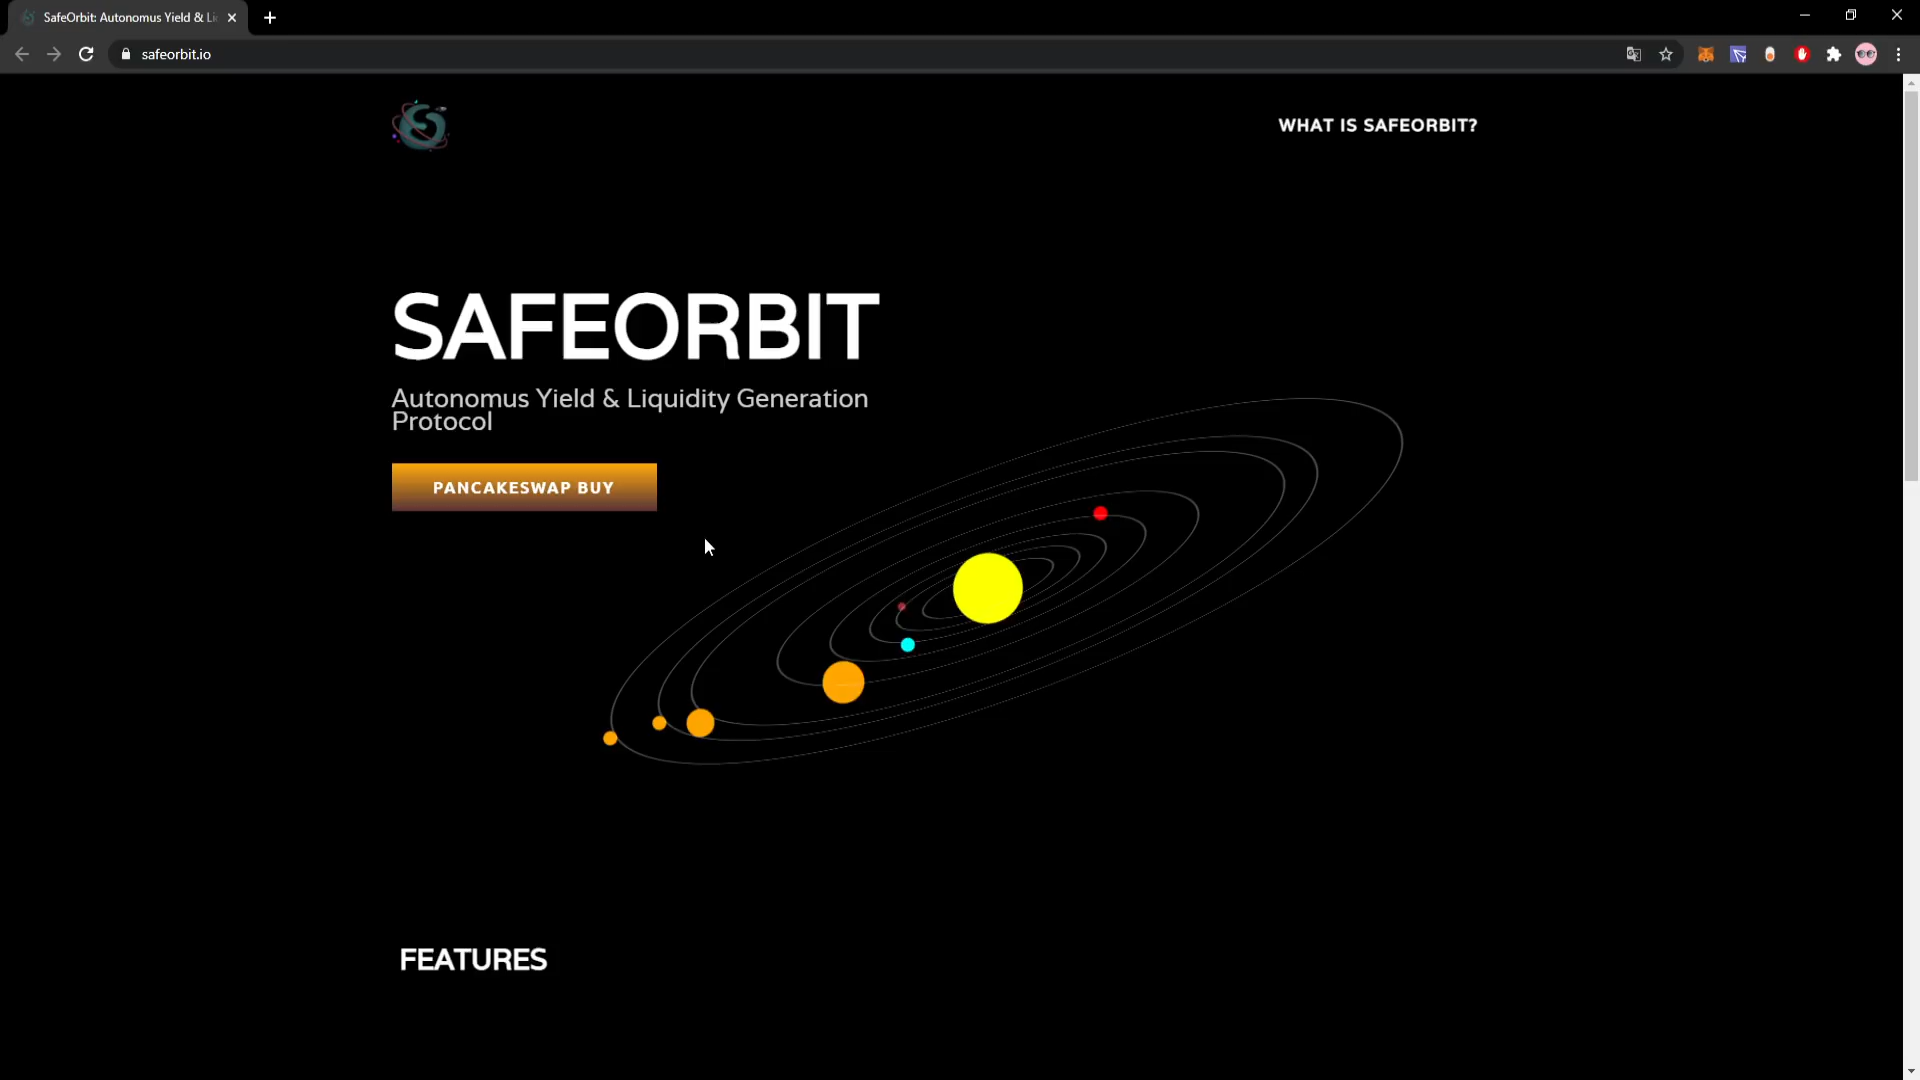 SafeOrbit: Autonomus Yield & Li
safeorbit.io
WHAT IS SAFEORBIT?
SAFEORBIT
Autonomus Yield & Liquidity Generation
Protocol
PANCAKESWAP BUY
FEATURES